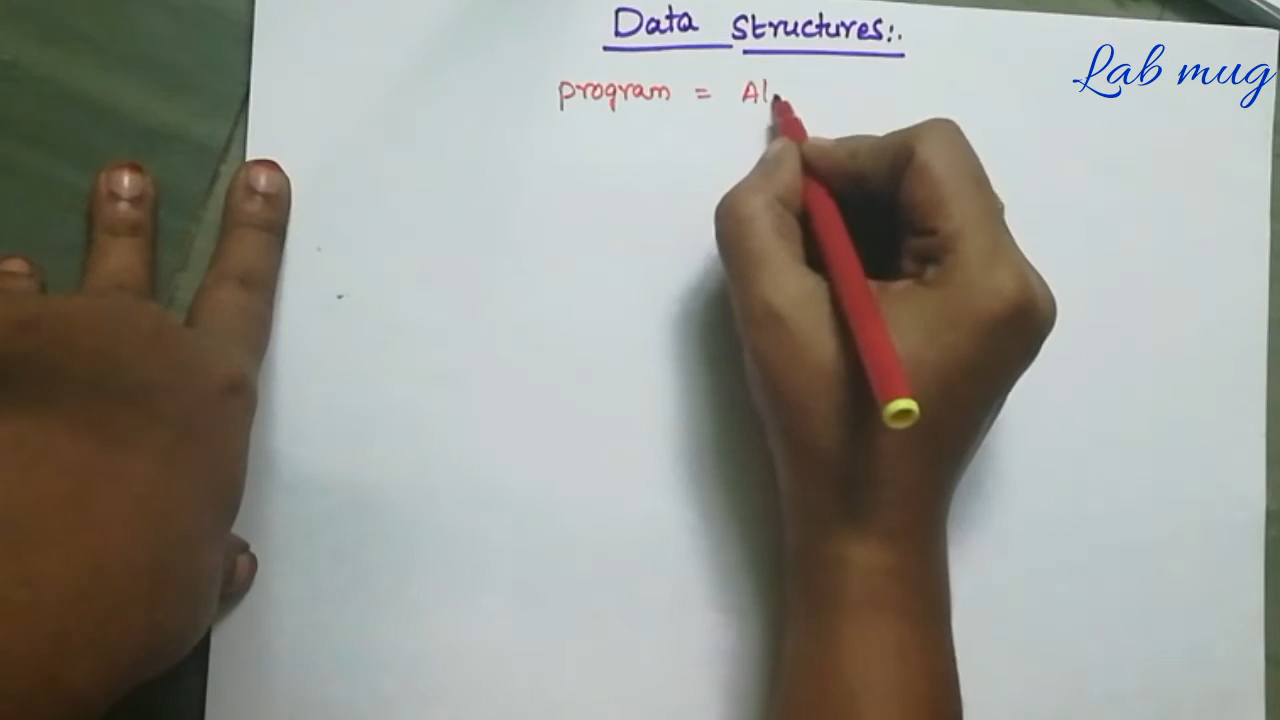 Data Structures:.
Lab mug
program = Al